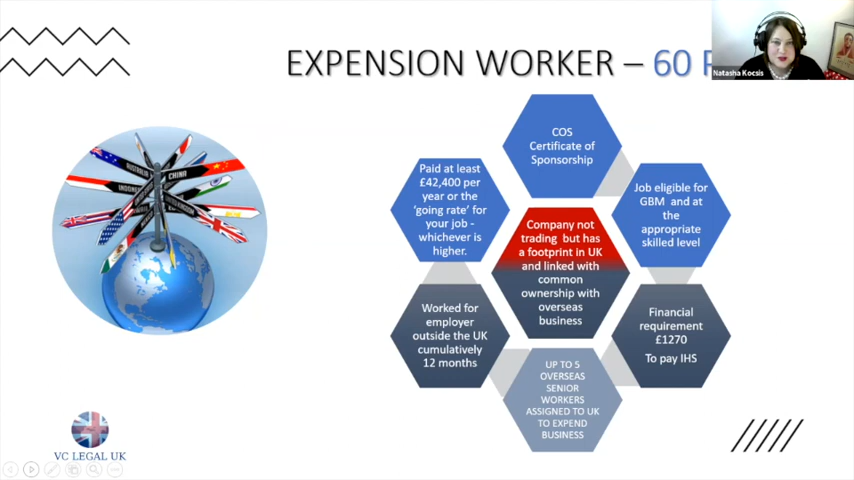 EXPENSION WORKER – 60 P
Natasha Kocsis
COS
Certificate of
Sponsorship
Paid at least
£42,400 per
year or the
‘going rate’ for
your job -
whichever is
higher.
Job eligible for
GBM and at
the
appropriate
skilled level
Company not
trading but has
a footprint in UK
and linked with
common
ownership with
overseas
business
Worked for
employer
outside the UK
cumulatively
12 months
Financial
requirement
£1270
To pay IHS
UP TO 5
OVERSEAS
SENIOR
WORKERS
ASSIGNED TO UK
TO EXPEND
BUSINESS
AUSTRALIA
CHINA
VC LEGAL UK